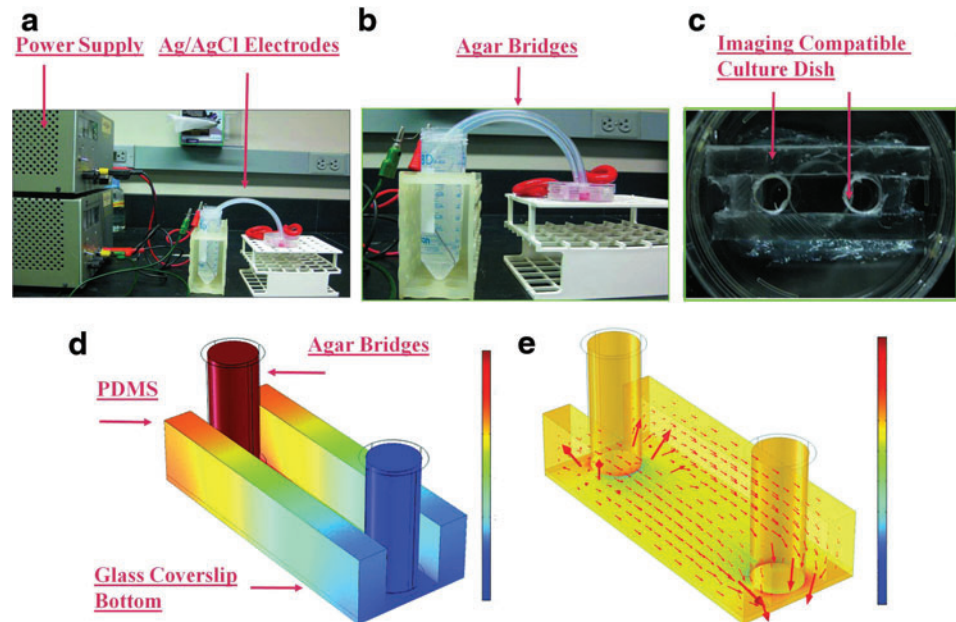 a
Power Supply
Ag/AgCl Electrodes
b
Agar Bridges
c
Imaging Compatible
Culture Dish
d
Agar Bridges
PDMS
Glass Coverslip
Bottom
e